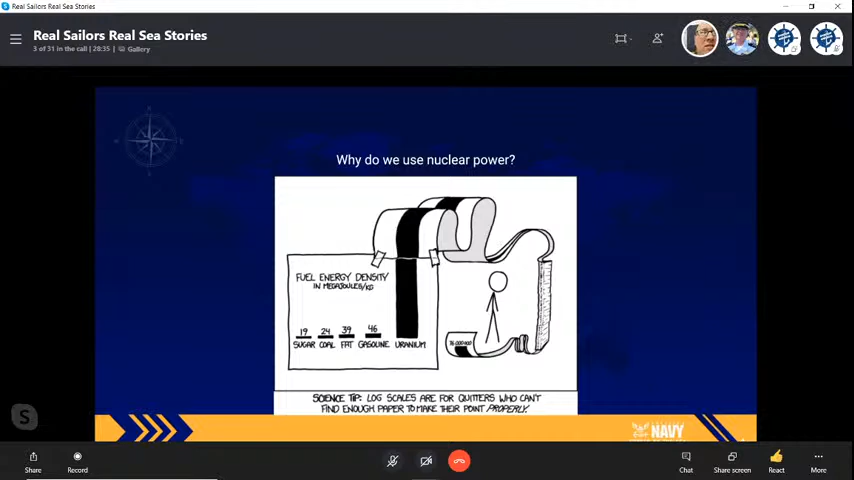 Real Sailors Real Sea Stories
Real Sailors Real Sea Stories
3 of 31 in the call | 28:35 | Gallery
Why do we use nuclear power?
FUEL ENERGY DENSITY
IN MEGAJOULES/KG
19 24 39 46
SUGAR COAL FAT GASOLINE URANIUM
76,000,000
SCIENCE TIP: LOG SCALES ARE FOR QUITTERS WHO CAN'T
FIND ENOUGH PAPER TO MAKE THEIR POINT PROPERLY.
NAVY
Share
Record
Chat
Share screen
React
More